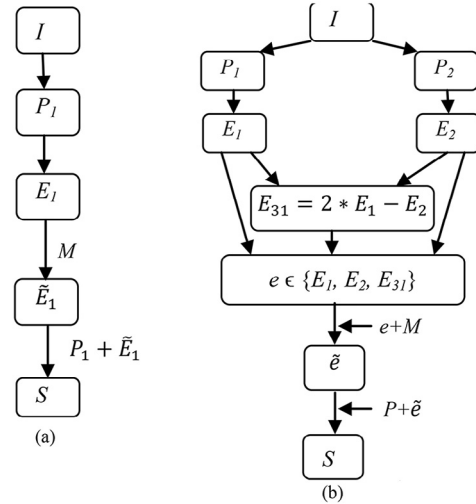 I
P₁
E₁
M
Ẽ₁
P₁ + Ẽ₁
S
(a)
I
P₁ P₂
E₁ E₂
E₃₁ = 2 * E₁ − E₂
e ϵ {E₁, E₂, E₃₁}
e+M
ẽ
P+ẽ
S
(b)